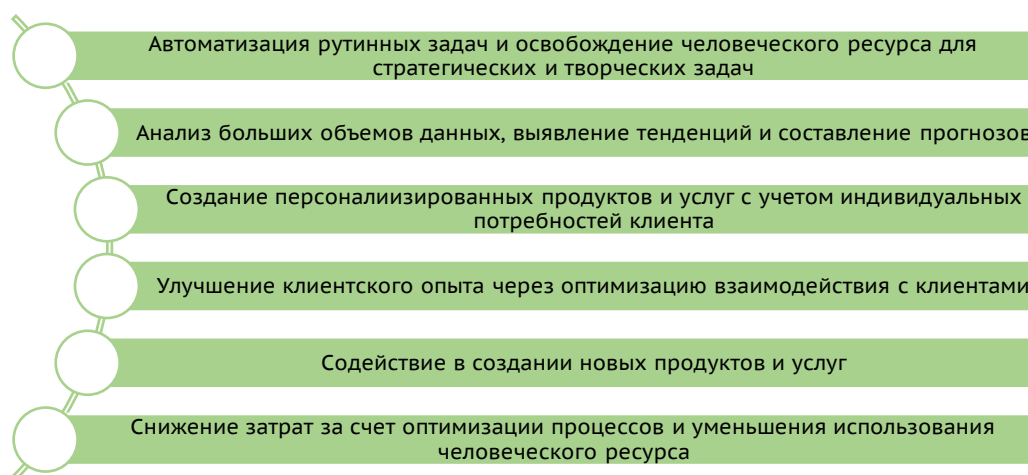 Автоматизация рутинных задач и освобождение человеческого ресурса для
стратегических и творческих задач
Анализ больших объемов данных, выявление тенденций и составление прогнозов
Создание персоналиизированных продуктов и услуг с учетом индивидуальных
потребностей клиента
Улучшение клиентского опыта через оптимизацию взаимодействия с клиентами
Содействие в создании новых продуктов и услуг
Снижение затрат за счет оптимизации процессов и уменьшения использования
человеческого ресурса